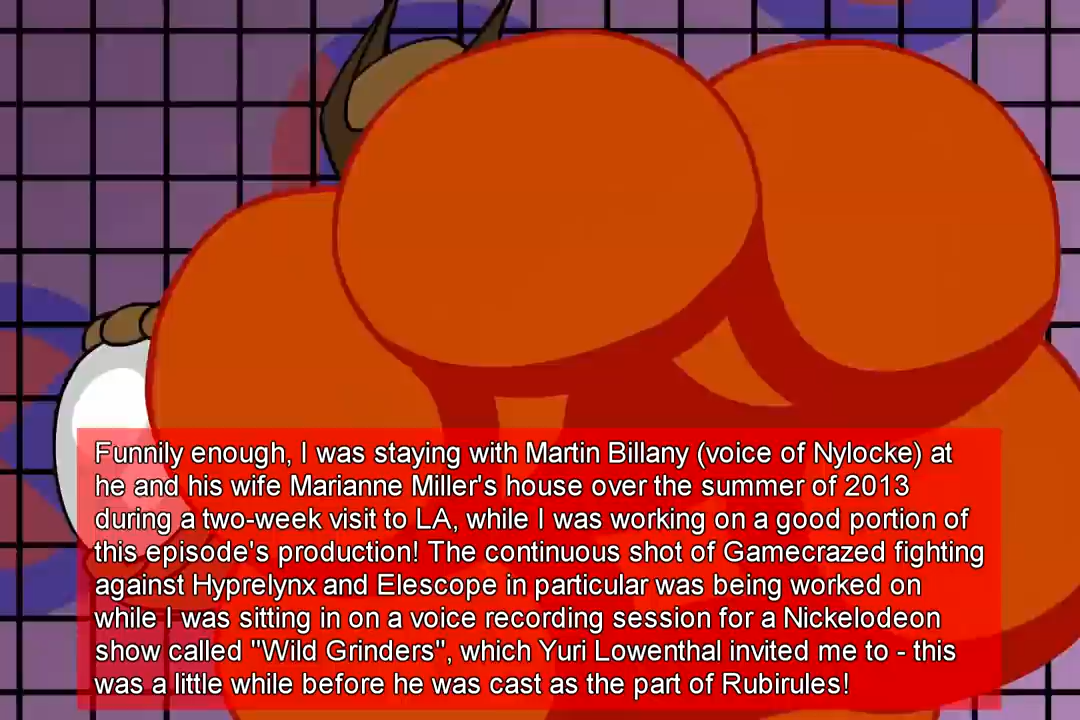 Funnily enough, I was staying with Martin Billany (voice of Nylocke) at
he and his wife Marianne Miller's house over the summer of 2013
during a two-week visit to LA, while I was working on a good portion of
this episode's production! The continuous shot of Gamecrazed fighting
against Hyprelynx and Elescope in particular was being worked on
while I was sitting in on a voice recording session for a Nickelodeon
show called "Wild Grinders", which Yuri Lowenthal invited me to - this
was a little while before he was cast as the part of Rubirules!